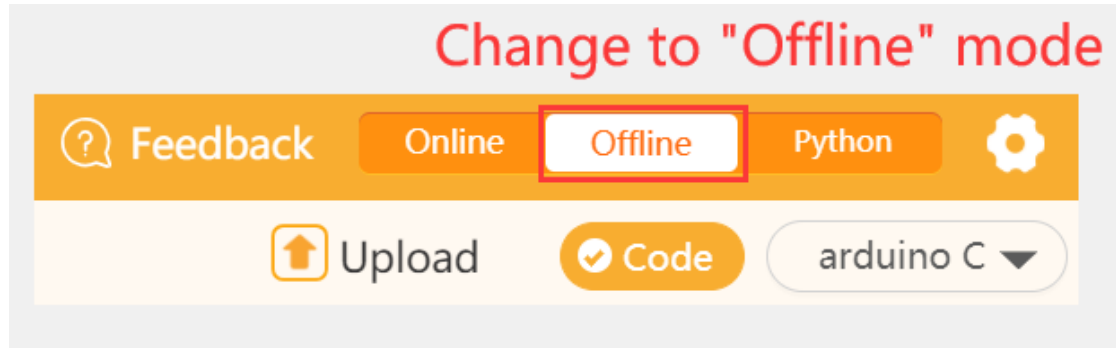 Change to "Offline" mode
Feedback Online Offline Python
Upload Code arduino C